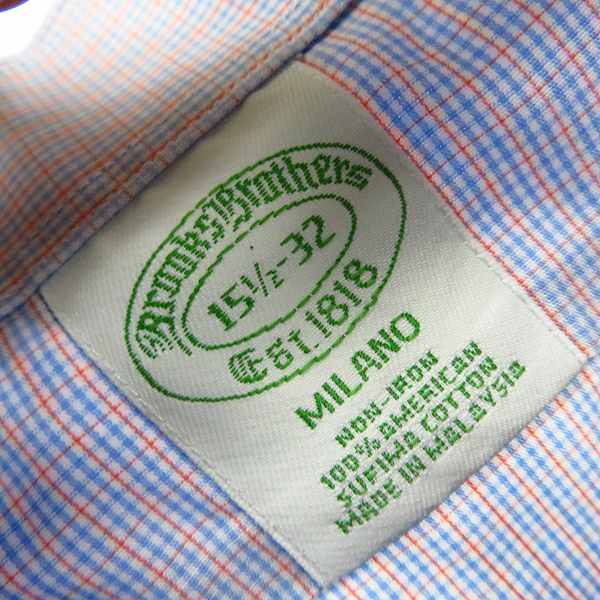 Brooks Brothers
15½-32
Est. 1818
MILANO
NON-IRON
100% AMERICAN
SUPIMA COTTON
MADE IN MALAYSIA